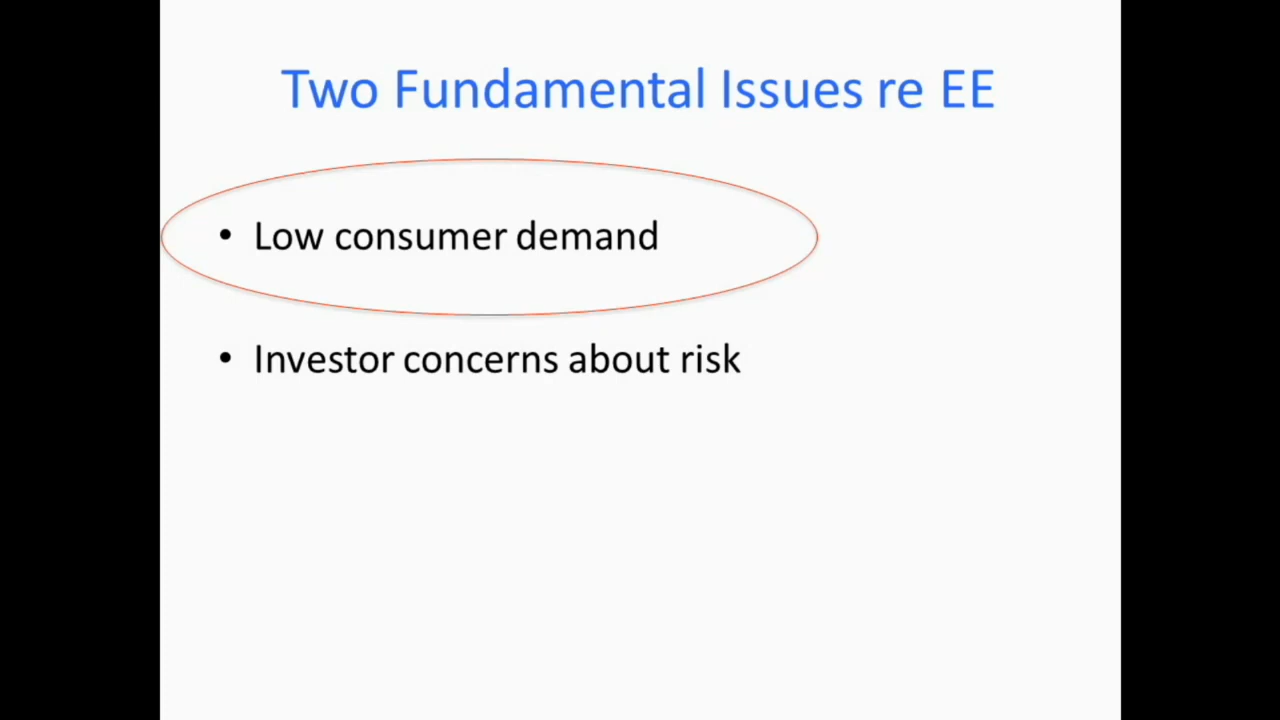 Two Fundamental Issues re EE
• Low consumer demand
• Investor concerns about risk